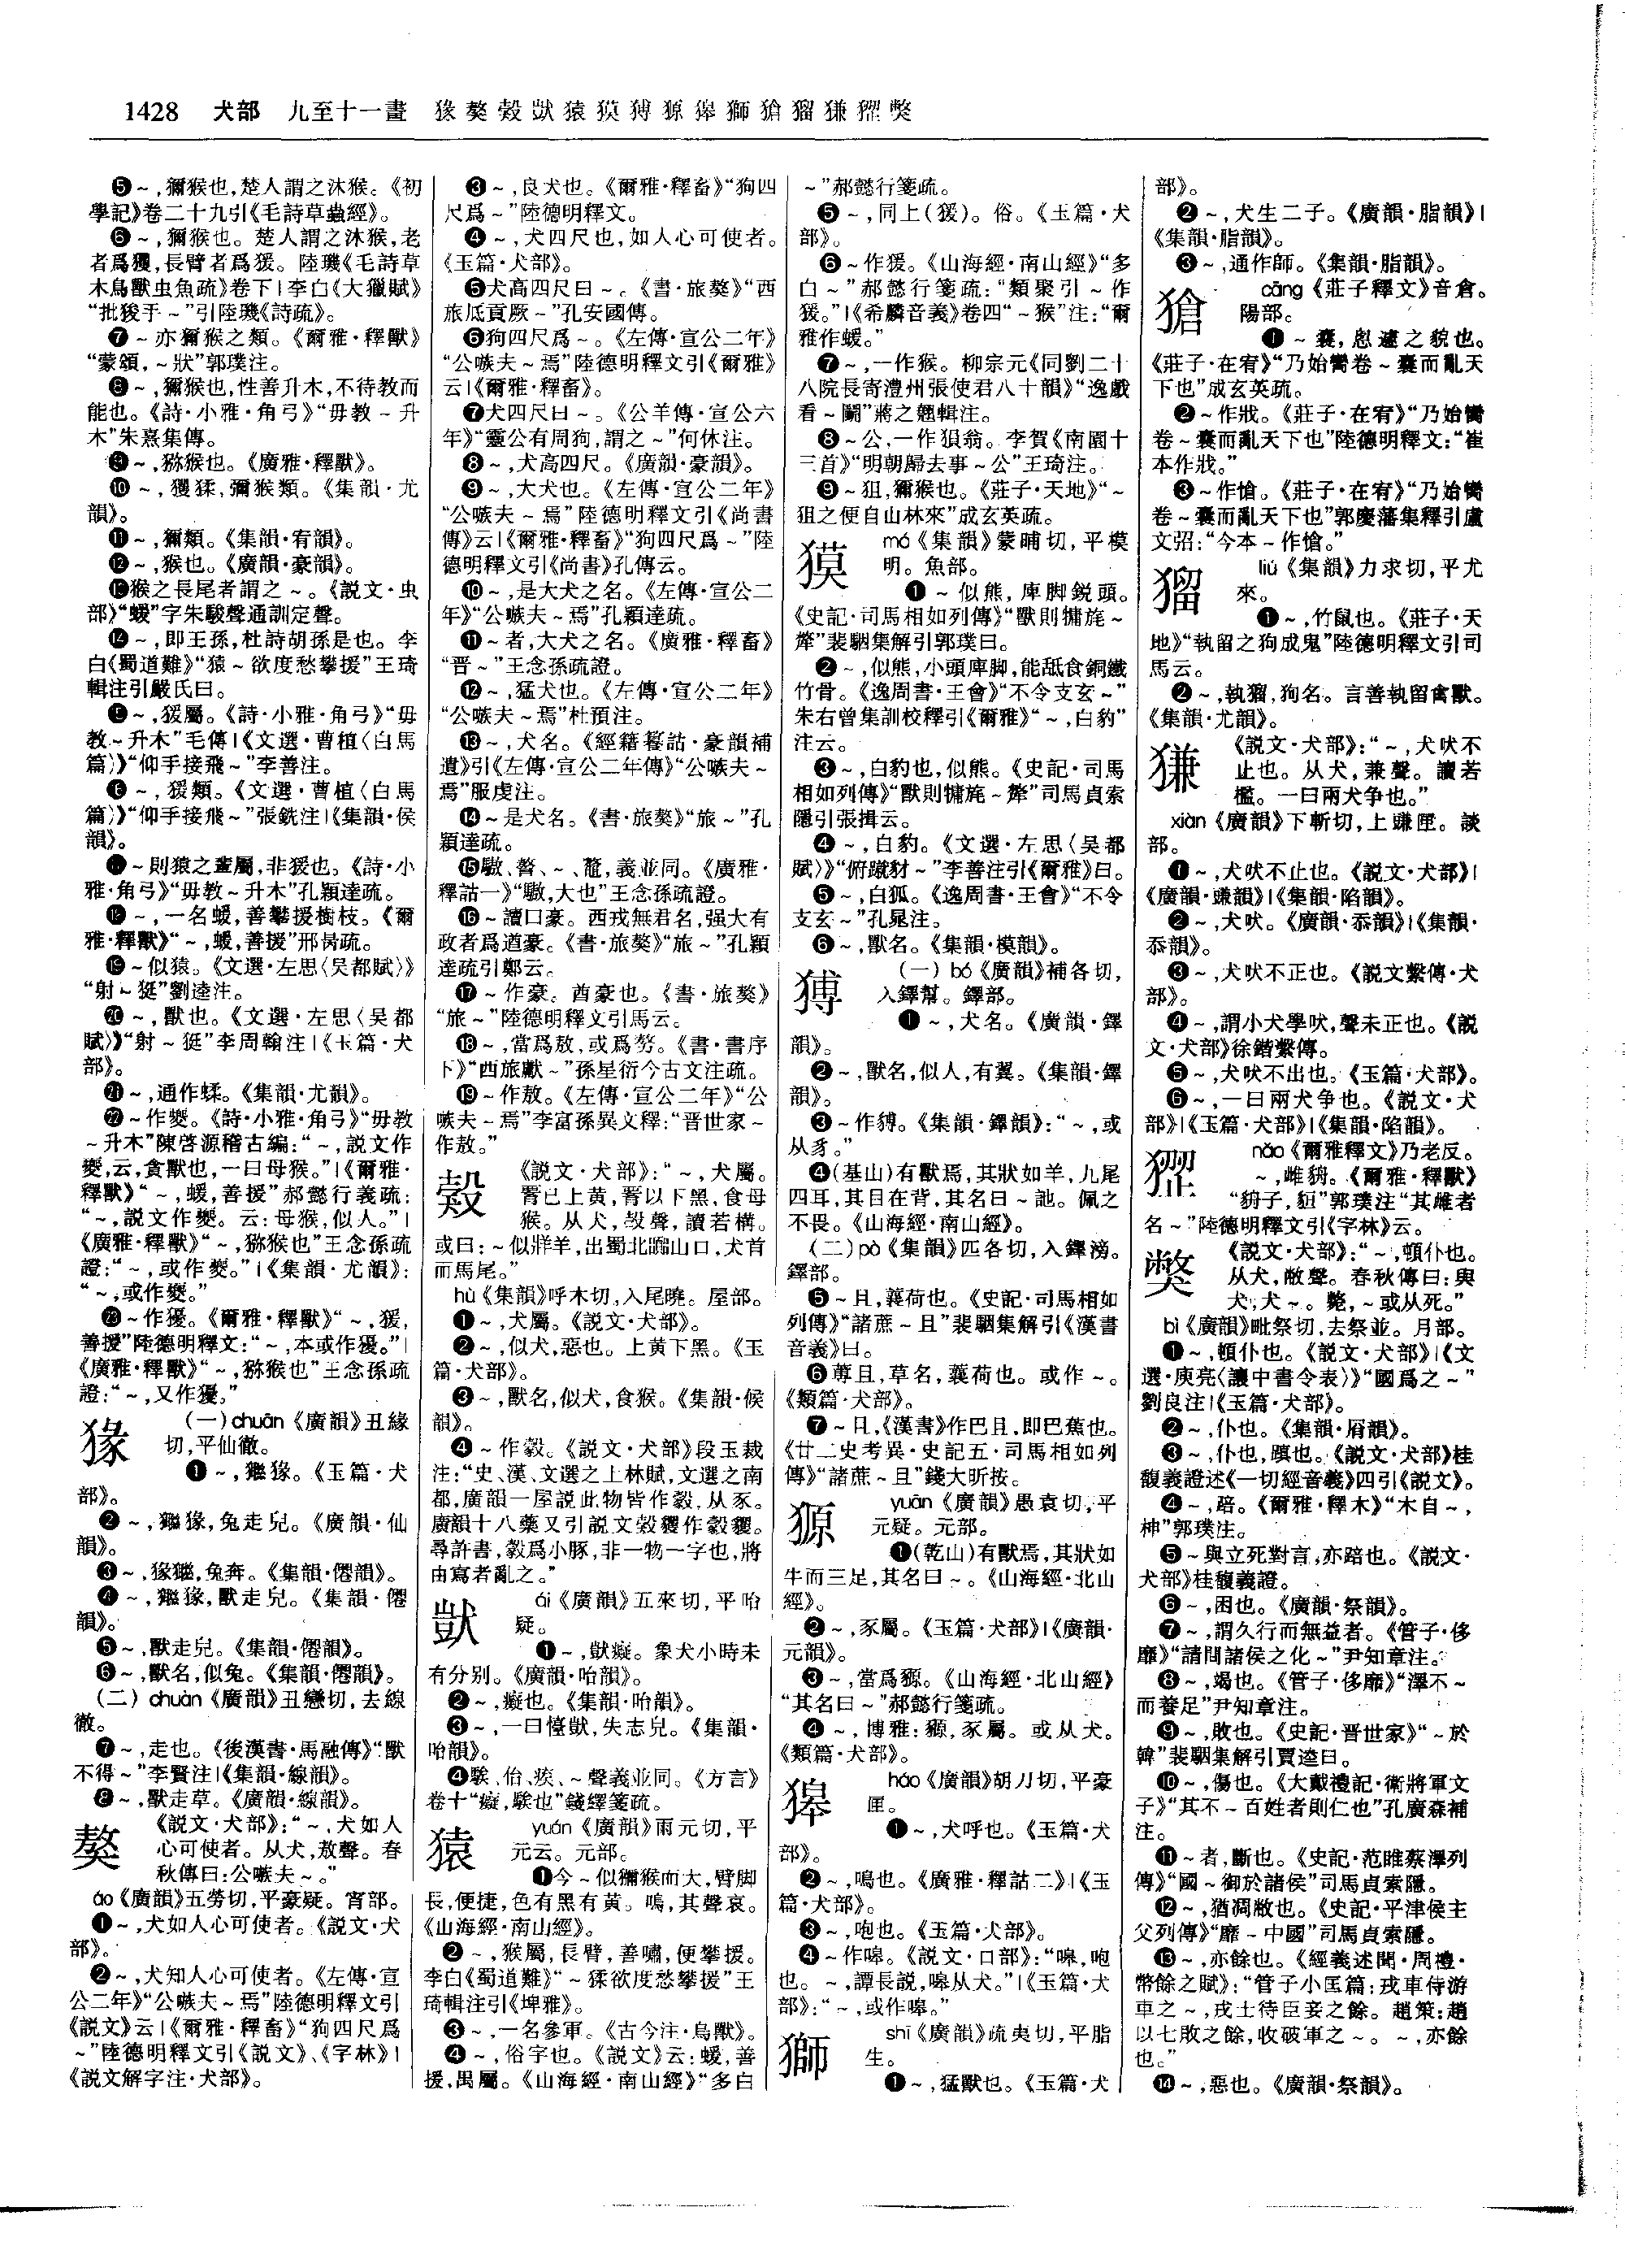 1428 犬部 九至十一畫 猭獒㺉獃猿獏猼獂獋獅獊㺐㺌㺒獘
❺~,獼猴也,楚人謂之沐猴。《初
學記》卷二十九引《毛詩草蟲經》。
❻~,獼猴也。楚人謂之沐猴,老
者爲玃,長臂者爲猨。陸璣《毛詩草
木鳥獸虫魚疏》卷下|李白《大獵賦》
“批狻手~”引陸璣《詩疏》。
❼~亦獼猴之類。《爾雅·釋獸》
“蒙頌,~狀”郭璞注。
❽~,獼猴也,性善升木,不待教而
能也。《詩·小雅·角弓》“毋教~升
木”朱熹集傳。
❾~,猕猴也。《廣雅·釋獸》。
❿~,玃猱,獼猴類。《集韻·尤
韻》。
⓫~,獼類。《集韻·宥韻》。
⓬~,猴也。《廣韻·豪韻》。
⓭猴之長尾者謂之~。《説文·虫
部》“蝯”字朱駿聲通訓定聲。
⓮~,即王孫,杜詩胡孫是也。李
白《蜀道難》“猿~欲度愁攀援”王琦
輯注引嚴氏曰。
⓯~,猨屬。《詩·小雅·角弓》“毋
教~升木”毛傳|《文選·曹植〈白馬
篇〉》“仰手接飛~”李善注。
⓰~,猨類。《文選·曹植〈白馬
篇〉》“仰手接飛~”張銑注|《集韻·侯
韻》。
⓱~則猿之輩屬,非猨也。《詩·小
雅·角弓》“毋教~升木”孔穎達疏。
⓲~,一名蝯,善攀援樹枝。《爾
雅·釋獸》“~,蝯,善援”邢昺疏。
⓳~似猿。《文選·左思〈吴都賦〉》
“射~挺”劉逵注。
⓴~,獸也。《文選·左思〈吴都
賦〉》“射~挺”李周翰注|《玉篇·犬
部》。
㉑~,通作蝚。《集韻·尤韻》。
㉒~作夒。《詩·小雅·角弓》“毋教
~升木”陳啓源稽古編:“~,説文作
夒,云,貪獸也,一曰母猴。”|《爾雅·
釋獸》“~,蝯,善援”郝懿行義疏:
“~,説文作夒。云:母猴,似人。”|
《廣雅·釋獸》“~,猕猴也”王念孫疏
證:“~,或作夒。”|《集韻·尤韻》:
“~,或作夒。”
㉓~作獶。《爾雅·釋獸》“~,猨,
善援”陸德明釋文:“~,本或作獶。”|
《廣雅·釋獸》“~,猕猴也”王念孫疏
證:“~,又作獶。”
猭 (一)chuān《廣韻》丑緣
切,平仙徹。
❶~,㺔猭。《玉篇·犬
部》。
❷~,㺔猭,兔走皃。《廣韻·仙
韻》。
❸~,猭㺔,兔奔。《集韻·僊韻》。
❹~,㺔猭,獸走皃。《集韻·僊
韻》。
❺~,獸走皃。《集韻·僊韻》。
❻~,獸名,似兔。《集韻·僊韻》。
(二)chuàn《廣韻》丑戀切,去線
徹。
❼~,走也。《後漢書·馬融傳》“獸
不得~”李賢注|《集韻·線韻》。
❽~,獸走草。《廣韻·線韻》。
獒 《説文·犬部》:“~,犬如人
心可使者。从犬,敖聲。春
秋傳曰:公嗾夫~。”
áo《廣韻》五勞切,平豪疑。宵部。
❶~,犬如人心可使者。《説文·犬
部》。
❷~,犬知人心可使者。《左傳·宣
公二年》“公嗾夫~焉”陸德明釋文引
《説文》云|《爾雅·釋畜》“狗四尺爲
~”陸德明釋文引《説文》、《字林》|
《説文解字注·犬部》。
❸~,良犬也。《爾雅·釋畜》“狗四
尺爲~”陸德明釋文。
❹~,犬四尺也,如人心可使者。
《玉篇·犬部》。
❺犬高四尺曰~。《書·旅獒》“西
旅厎貢厥~”孔安國傳。
❻狗四尺爲~。《左傳·宣公二年》
“公嗾夫~焉”陸德明釋文引《爾雅》
云|《爾雅·釋畜》。
❼犬四尺曰~。《公羊傳·宣公六
年》“靈公有周狗,謂之~”何休注。
❽~,犬高四尺。《廣韻·豪韻》。
❾~,大犬也。《左傳·宣公二年》
“公嗾夫~焉”陸德明釋文引《尚書
傳》云|《爾雅·釋畜》“狗四尺爲~”陸
德明釋文引《尚書》孔傳云。
❿~,是大犬之名。《左傳·宣公二
年》“公嗾夫~焉”孔穎達疏。
⓫~者,大犬之名。《廣雅·釋畜》
“晋~”王念孫疏證。
⓬~,猛犬也。《左傳·宣公二年》
“公嗾夫~焉”杜預注。
⓭~,犬名。《經籍籑詁·豪韻補
遺》引《左傳·宣公二年傳》“公嗾夫~
焉”服虔注。
⓮~是犬名。《書·旅獒》“旅~”孔
穎達疏。
⓯驐、謷、~、鼇,義並同。《廣雅·
釋詁一》“驐,大也”王念孫疏證。
⓰~讀曰豪。西戎無君名,强大有
政者爲遒豪。《書·旅獒》“旅~”孔穎
達疏引鄭云。
⓱~作豪。酋豪也。《書·旅獒》
“旅~”陸德明釋文引馬云。
⓲~,當爲敖,或爲勢。《書·書序
下》“西旅獻~”孫星衍今古文注疏。
⓳~作敖。《左傳·宣公二年》“公
嗾夫~焉”李富孫異文釋:“晋世家~
作敖。”
㺉 《説文·犬部》:“~,犬屬。
𦝫已上黄,𦝫以下黑,食母
猴。从犬,㱿聲,讀若構。
或曰:~似牂羊,出蜀北嚻山口,犬首
而馬尾。”
hù《集韻》呼木切,入屋曉。屋部。
❶~,犬屬。《説文·犬部》。
❷~,似犬,惡也。上黄下黑。《玉
篇·犬部》。
❸~,獸名,似犬,食猴。《集韻·候
韻》。
❹~作豰。《説文·犬部》段玉裁
注:“史、漢、文選之上林賦,文選之南
都,廣韻一屋説此物皆作豰,从豕。
廣韻十八藥又引説文㺉玃作豰玃。
尋許書,豰爲小豚,非一物一字也,將
由寫者亂之。”
獃 ái《廣韻》五來切,平咍
疑。
❶~,獃癡。象犬小時未
有分别。《廣韻·咍韻》。
❷~,癡也。《集韻·咍韻》。
❸~,一曰懛獃,失志皃。《集韻·
咍韻》。
❹騃、佁、㾨、~聲義並同。《方言》
卷十“癡,騃也”錢繹箋疏。
猿 yuán《廣韻》雨元切,平
元云。元部。
❶今~似獼猴而大,臂脚
長,便捷,色有黑有黄。鳴,其聲哀。
《山海經·南山經》。
❷~,猴屬,長臂,善嘯,便攀援。
李白《蜀道難》“~猱欲度愁攀援”王
琦輯注引《埤雅》。
❸~,一名參軍。《古今注·鳥獸》。
❹~,俗字也。《説文》云:蝯,善
援,禺屬。《山海經·南山經》“多白
~”郝懿行箋疏。
❺~,同上(猨)。俗。《玉篇·犬
部》。
❻~作猨。《山海經·南山經》“多
白~”郝懿行箋疏:“類聚引~作
猨。”|《希麟音義》卷四“~猴”注:“爾
雅作蝯。”
❼~,一作猴。柳宗元《同劉二十
八院長寄澧州張使君八十韻》“逸戲
看~鬭”蔣之翹輯注。
❽~公,一作狙翁。李賀《南園十
三首》“明朝歸去事~公”王琦注。
❾~狙,獼猴也。《莊子·天地》“~
狙之便自山林來”成玄英疏。
獏 mó《集韻》蒙晡切,平模
明。魚部。
❶~似熊,庳脚鋭頭。
《史記·司馬相如列傳》“獸則㺎旄~
犛”裴駰集解引郭璞曰。
❷~,似熊,小頭庳脚,能舐食銅鐵
竹骨。《逸周書·王會》“不令支玄~”
朱右曾集訓校釋引《爾雅》“~,白豹”
注云。
❸~,白豹也,似熊。《史記·司馬
相如列傳》“獸則㺎旄~犛”司馬貞索
隱引張揖云。
❹~,白豹。《文選·左思〈吴都
賦〉》“俯蹴豺~”李善注引《爾雅》曰。
❺~,白狐。《逸周書·王會》“不令
支玄~”孔晁注。
❻~,獸名。《集韻·模韻》。
猼 (一)bó《廣韻》補各切,
入鐸幫。鐸部。
❶~,犬名。《廣韻·鐸
韻》。
❷~,獸名,似人,有翼。《集韻·鐸
韻》。
❸~作䝛。《集韻·鐸韻》:“~,或
从豸。”
❹(基山)有獸焉,其狀如羊,九尾
四耳,其目在背,其名曰~訑。佩之
不畏。《山海經·南山經》。
(二)pò《集韻》匹各切,入鐸滂。
鐸部。
❺~且,蘘荷也。《史記·司馬相如
列傳》“諸蔗~且”裴駰集解引《漢書
音義》曰。
❻蒪且,草名,蘘荷也。或作~。
《類篇·犬部》。
❼~且,《漢書》作巴且,即巴蕉也。
《廿二史考異·史記五·司馬相如列
傳》“諸蔗~且”錢大昕按。
獂 yuán《廣韻》愚袁切,平
元疑。元部。
❶(乾山)有獸焉,其狀如
牛而三足,其名曰~。《山海經·北山
經》。
❷~,豕屬。《玉篇·犬部》|《廣韻·
元韻》。
❸~,當爲豲。《山海經·北山經》
“其名曰~”郝懿行箋疏。
❹~,博雅:豲,豕屬。或从犬。
《類篇·犬部》。
獋 háo《廣韻》胡刀切,平豪
匣。
❶~,犬呼也。《玉篇·犬
部》。
❷~,鳴也。《廣雅·釋詁二》|《玉
篇·犬部》。
❸~,咆也。《玉篇·犬部》。
❹~作嘷。《説文·口部》:“嘷,咆
也。~,譚長説,嘷从犬。”|《玉篇·犬
部》:“~,或作嘷。”
獅 shī《廣韻》疏夷切,平脂
生。
❶~,猛獸也。《玉篇·犬
部》。
❷~,犬生二子。《廣韻·脂韻》|
《集韻·脂韻》。
❸~,通作師。《集韻·脂韻》。
獊 cāng《莊子釋文》音倉。
陽部。
❶~囊,悤遽之貌也。
《莊子·在宥》“乃始臠卷~囊而亂天
下也”成玄英疏。
❷~作戕。《莊子·在宥》“乃始臠
卷~囊而亂天下也”陸德明釋文:“崔
本作戕。”
❸~作愴。《莊子·在宥》“乃始臠
卷~囊而亂天下也”郭慶藩集釋引盧
文弨:“今本~作愴。”
㺐 liú《集韻》力求切,平尤
來。
❶~,竹鼠也。《莊子·天
地》“執留之狗成鬼”陸德明釋文引司
馬云。
❷~,執㺐,狗名。言善執留禽獸。
《集韻·尤韻》。
㺌 《説文·犬部》:“~,犬吠不
止也。从犬,兼聲。讀若
檻。一曰兩犬争也。”
xiàn《廣韻》下斬切,上豏匣。談
部。
❶~,犬吠不止也。《説文·犬部》|
《廣韻·豏韻》|《集韻·陷韻》。
❷~,犬吠。《廣韻·忝韻》|《集韻·
忝韻》。
❸~,犬吠不正也。《説文繫傳·犬
部》。
❹~,謂小犬學吠,聲未正也。《説
文·犬部》徐鍇繫傳。
❺~,犬吠不出也。《玉篇·犬部》。
❻~,一曰兩犬争也。《説文·犬
部》|《玉篇·犬部》|《集韻·陷韻》。
㺒 nǎo《爾雅釋文》乃老反。
~,雌貈。《爾雅·釋獸》
“貈子,貆”郭璞注“其雌者
名~”陸德明釋文引《字林》云。
獘 《説文·犬部》:“~,頓仆也。
从犬,敝聲。春秋傳曰:與
犬,犬~。斃,~或从死。”
bì《廣韻》毗祭切,去祭並。月部。
❶~,頓仆也。《説文·犬部》|《文
選·庾亮〈讓中書令表〉》“國爲之~”
劉良注|《玉篇·犬部》。
❷~,仆也。《集韻·屑韻》。
❸~,仆也,蹎也。《説文·犬部》桂
馥義證述《一切經音義》四引《説文》。
❹~,踣。《爾雅·釋木》“木自~,
柛”郭璞注。
❺~與立死對言,亦踣也。《説文·
犬部》桂馥義證。
❻~,困也。《廣韻·祭韻》。
❼~,謂久行而無益者。《管子·侈
靡》“請問諸侯之化~”尹知章注。
❽~,竭也。《管子·侈靡》“澤不~
而養足”尹知章注。
❾~,敗也。《史記·晋世家》“~於
韓”裴駰集解引賈逵曰。
❿~,傷也。《大戴禮記·衛將軍文
子》“其不~百姓者則仁也”孔廣森補
注。
⓫~者,斷也。《史記·范雎蔡澤列
傳》“國~御於諸侯”司馬貞索隱。
⓬~,猶凋敝也。《史記·平津侯主
父列傳》“靡~中國”司馬貞索隱。
⓭~,亦餘也。《經義述聞·周禮·
幣餘之賦》:“管子小匡篇:戎車待游
車之~,戎士待臣妾之餘。趙策:趙
以七敗之餘,收破軍之~。~,亦餘
也。”
⓮~,惡也。《廣韻·祭韻》。